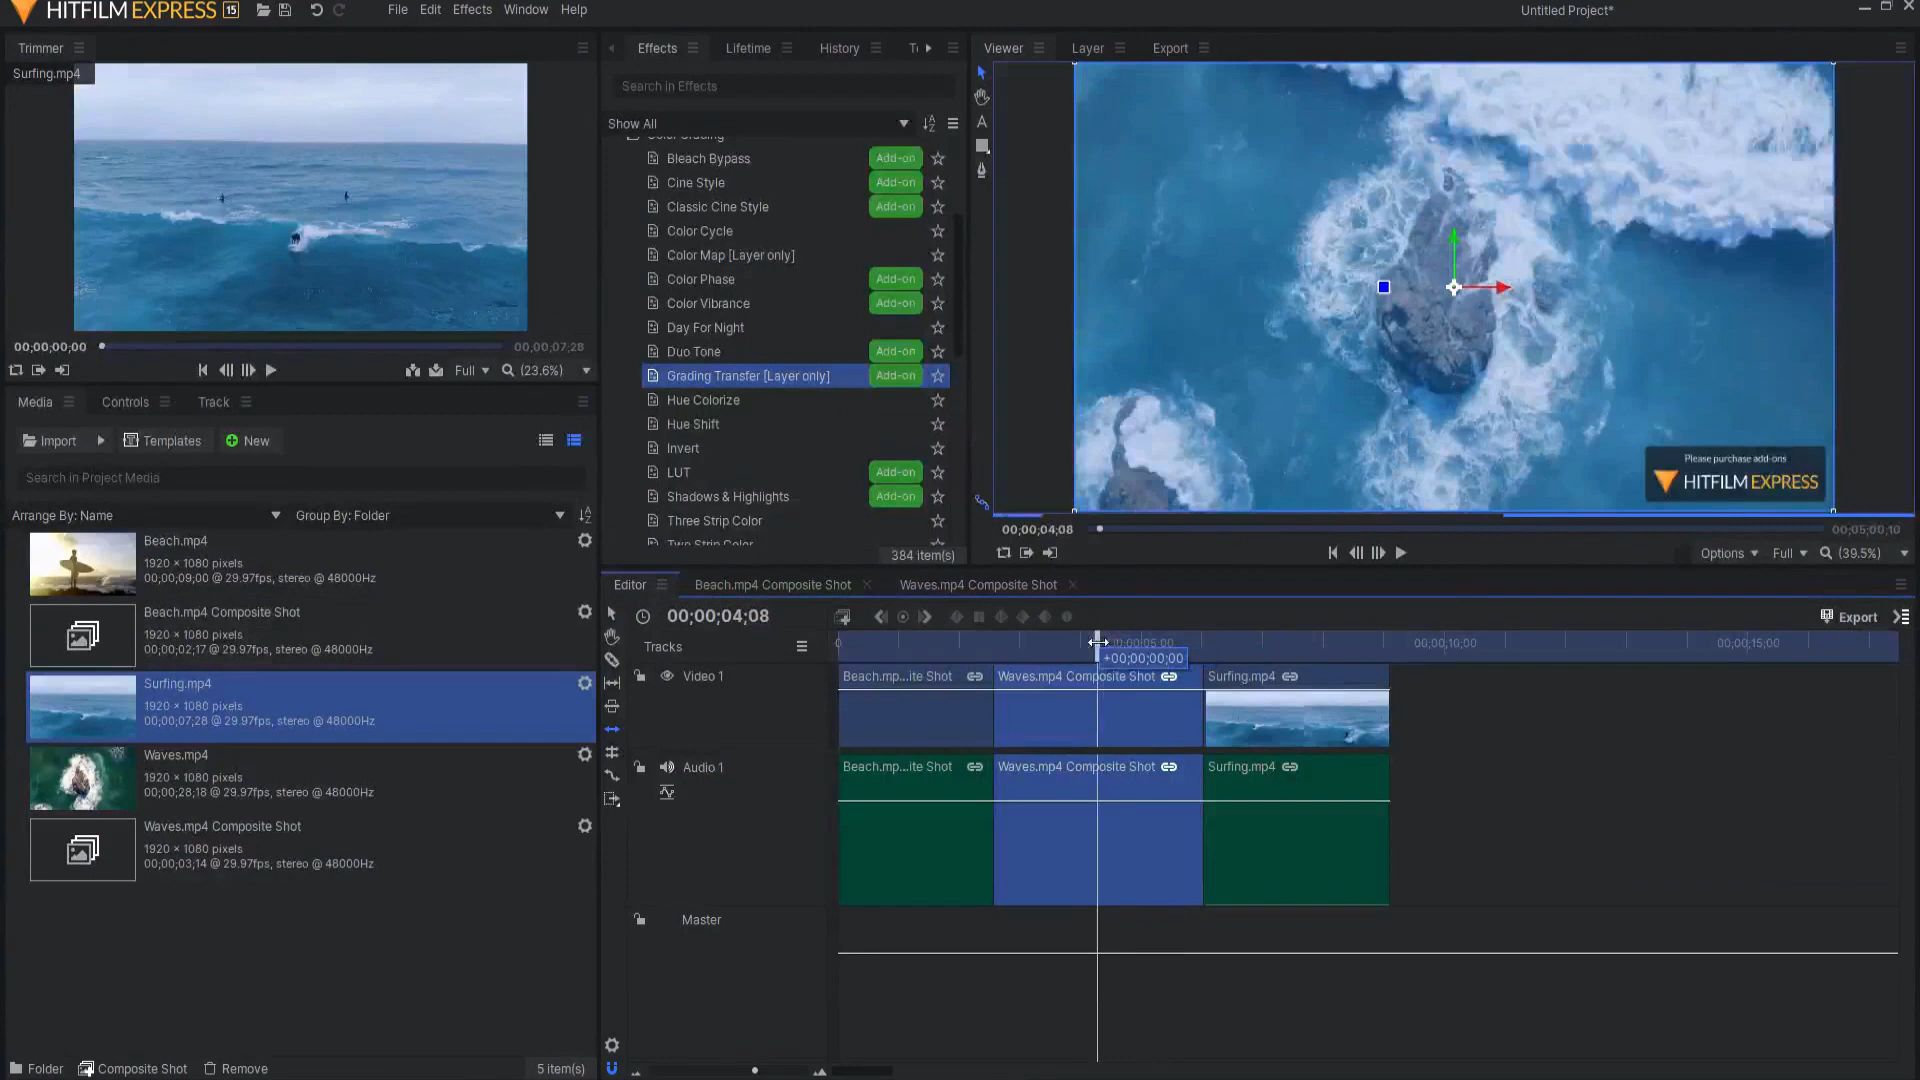 HITFILM EXPRESS 15
File Edit Effects Window Help
Untitled Project*
Trimmer
Surfing.mp4
00;00;00;00
00;00;07;28
Full
(23.6%)
Media Controls Track
Import Templates New
Search in Project Media
Arrange By: Name
Group By: Folder
Beach.mp4
1920 × 1080 pixels
00;00;09;00 @ 29.97fps, stereo @ 48000Hz
Beach.mp4 Composite Shot
1920 × 1080 pixels
00;00;02;17 @ 29.97fps, stereo @ 48000Hz
Surfing.mp4
1920 × 1080 pixels
00;00;07;28 @ 29.97fps, stereo @ 48000Hz
Waves.mp4
1920 × 1080 pixels
00;00;28;18 @ 29.97fps, stereo @ 48000Hz
Waves.mp4 Composite Shot
1920 × 1080 pixels
00;00;03;14 @ 29.97fps, stereo @ 48000Hz
Folder Composite Shot Remove
5 item(s)
Effects Lifetime History
Search in Effects
Show All
Color Grading
Bleach Bypass Add-on
Cine Style Add-on
Classic Cine Style Add-on
Color Cycle
Color Map [Layer only]
Color Phase Add-on
Color Vibrance Add-on
Day For Night
Duo Tone Add-on
Grading Transfer [Layer only] Add-on
Hue Colorize
Hue Shift
Invert
LUT Add-on
Shadows & Highlights Add-on
Three Strip Color
Two Strip Color
384 item(s)
Viewer Layer Export
Please purchase add-ons
HITFILM EXPRESS
00;00;04;08
00;05;00;10
Options Full (39.5%)
Editor Beach.mp4 Composite Shot Waves.mp4 Composite Shot
00;00;04;08
Export
Tracks
0 00;00;05;00 00;00;10;00 00;00;15;00
+00;00;00;00
Video 1
Beach.mp...ite Shot Waves.mp4 Composite Shot Surfing.mp4
Audio 1
Beach.mp...ite Shot Waves.mp4 Composite Shot Surfing.mp4
Master